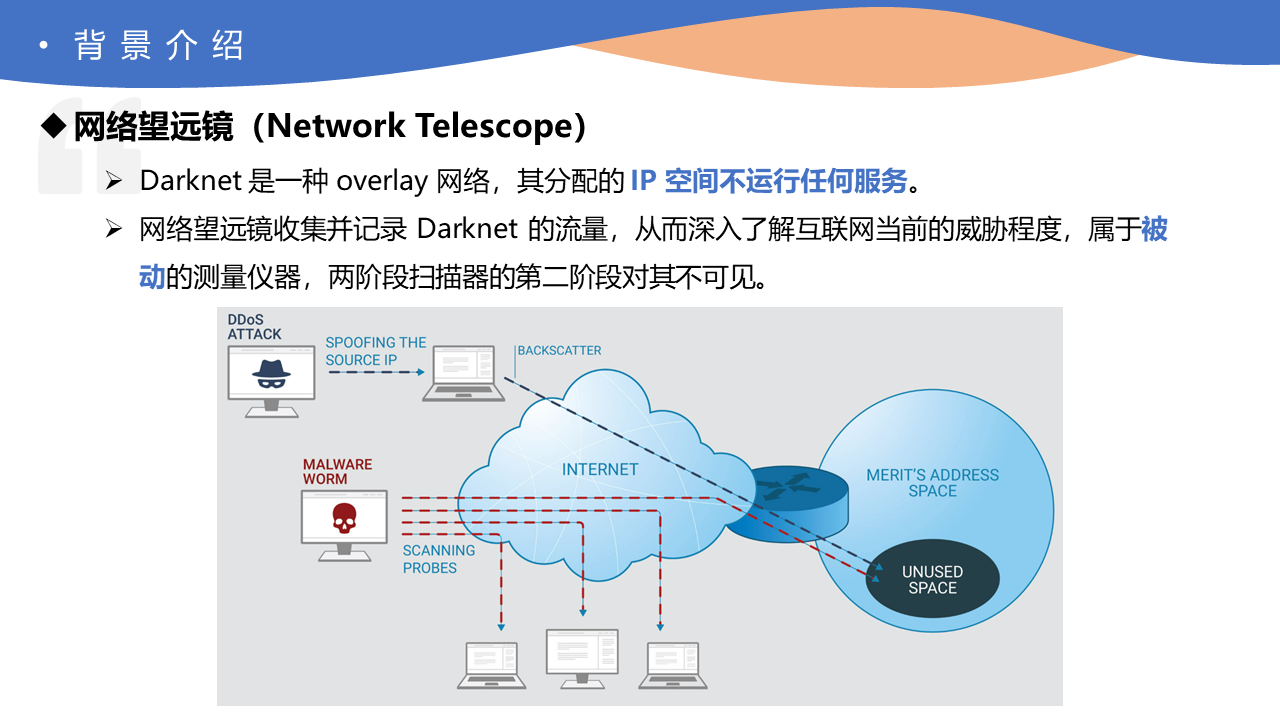 • 背景介绍
◆网络望远镜（Network Telescope）
➢ Darknet 是一种 overlay 网络，其分配的 IP 空间不运行任何服务。
➢ 网络望远镜收集并记录 Darknet 的流量，从而深入了解互联网当前的威胁程度，属于被
动的测量仪器，两阶段扫描器的第二阶段对其不可见。
DDoS
ATTACK
SPOOFING THE
SOURCE IP
BACKSCATTER
INTERNET
MERIT'S ADDRESS
SPACE
MALWARE
WORM
SCANNING
PROBES
UNUSED
SPACE